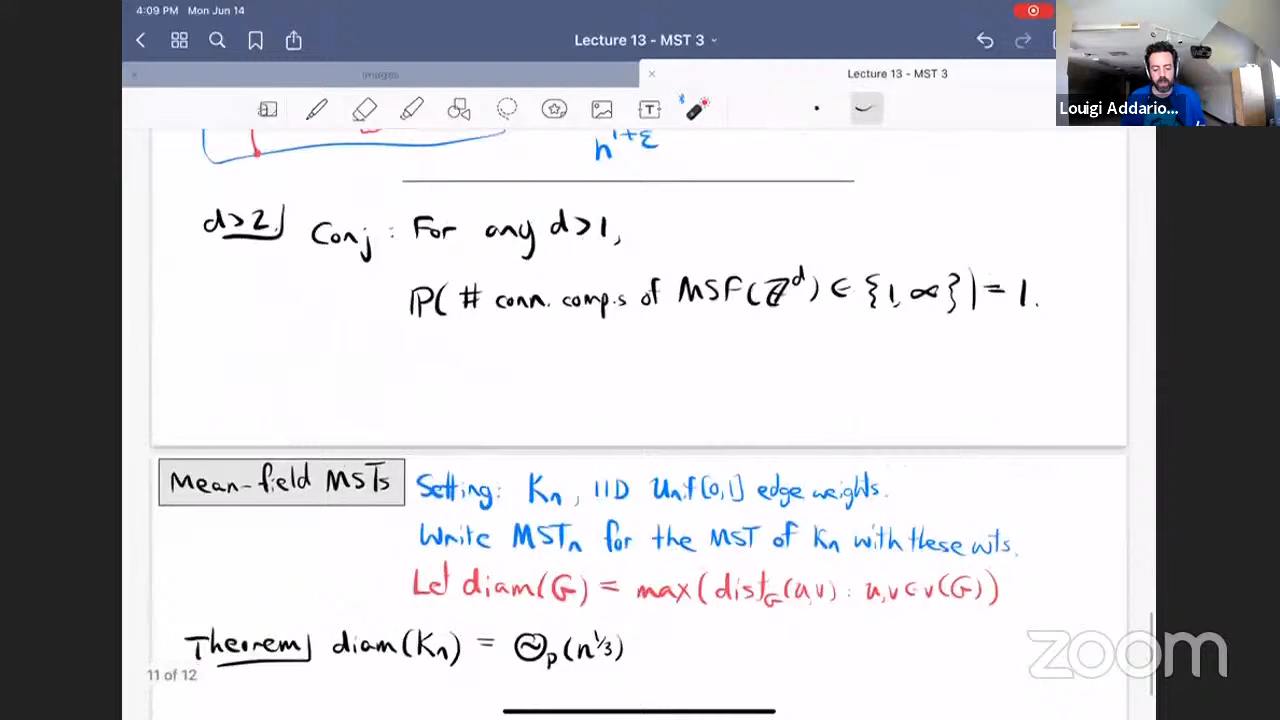 4:09 PM Mon Jun 14
Lecture 13 - MST 3
images
Lecture 13 - MST 3
Louigi Addario...
n^{1+ε}
d>2 Conj: For any d>1,
P(# conn. comp.s of MSF(ℤ^d) ∈ {1, ∞}) = 1.
Mean-field MSTs
Setting: K_n, IID Unif[0,1] edge weights.
Write MST_n for the MST of K_n with these wts.
Let diam(G) = max(dist_G(u,v): u,v ∈ v(G))
Theorem] diam(K_n) = Θ̃_p(n^{1/3})
11 of 12
zoom